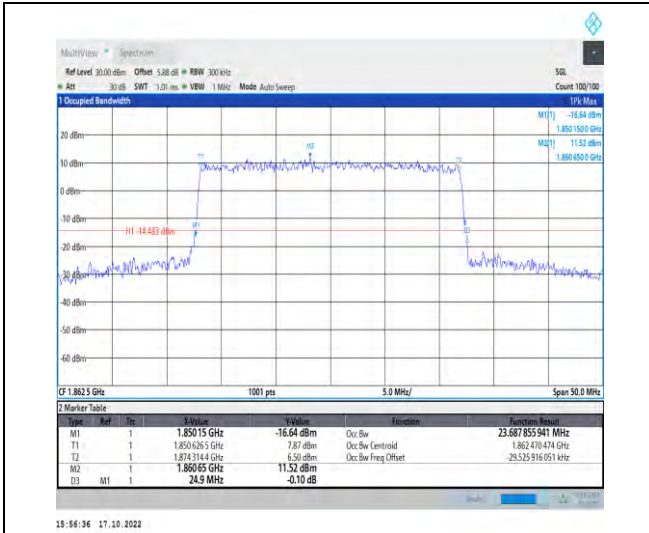 MultiView Spectrum
Ref Level 30.00 dBm Offset 5.88 dB RBW 300 kHz SGL
Att 30 dB SWT 1.01 ms VBW 1 MHz Mode Auto Sweep Count 100/100
1 Occupied Bandwidth 1Pk Max
M1[1] -16.64 dBm
1.850 150 0 GHz
M2[1] 11.52 dBm
1.860 650 0 GHz
20 dBm
M2
T1 T2
10 dBm
0 dBm
-10 dBm
M1
H1 -14.483 dBm
D3
-30 dBm
-40 dBm
-50 dBm
-60 dBm
CF 1.862 5 GHz 1001 pts 5.0 MHz/ Span 50.0 MHz
2 Marker Table
Type Ref Trc X-Value Y-Value Function Function Result
M1 1 1.85015 GHz -16.64 dBm Occ Bw 23.687 855 941 MHz
T1 1 1.850 626 5 GHz 7.87 dBm Occ Bw Centroid 1.862 470 474 GHz
T2 1 1.874 314 4 GHz 6.50 dBm Occ Bw Freq Offset -29.525 916 051 kHz
M2 1 1.86065 GHz 11.52 dBm
D3 M1 1 24.9 MHz -0.10 dB
15:56:36 17.10.2022